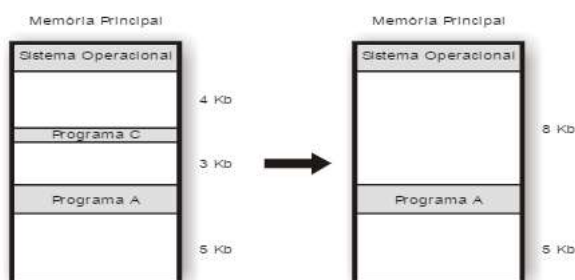 Memória Principal
Sistema Operacional
4 Kb
Programa C
3 Kb
Programa A
5 Kb
Memória Principal
Sistema Operacional
8 Kb
Programa A
5 Kb